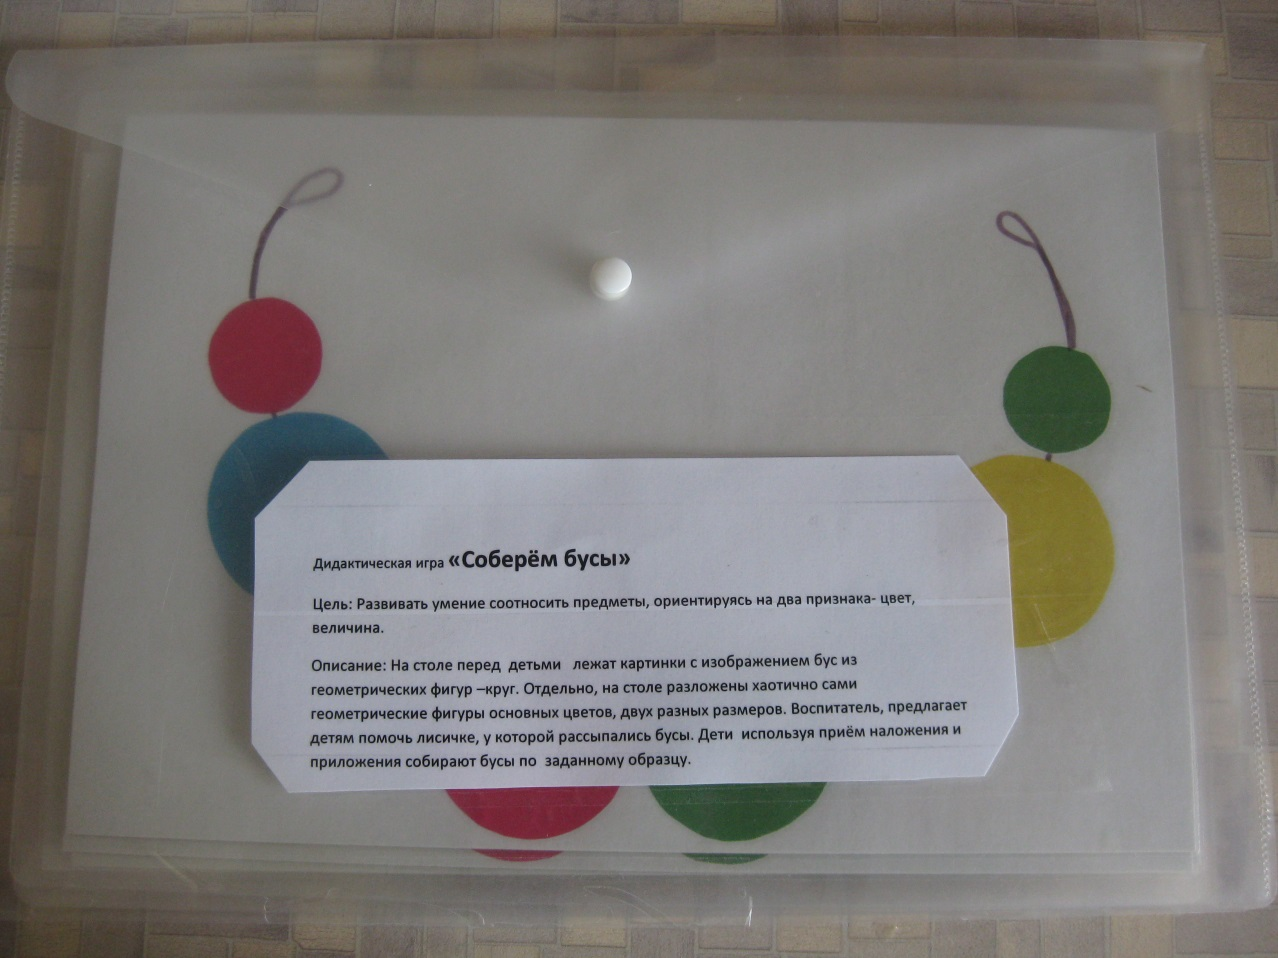 Дидактическая игра «Соберём бусы»
Цель: Развивать умение соотносить предметы, ориентируясь на два признака- цвет,
величина.
Описание: На столе перед детьми лежат картинки с изображением бус из
геометрических фигур –круг. Отдельно, на столе разложены хаотично сами
геометрические фигуры основных цветов, двух разных размеров. Воспитатель, предлагает
детям помочь лисичке, у которой рассыпались бусы. Дети используя приём наложения и
приложения собирают бусы по заданному образцу.